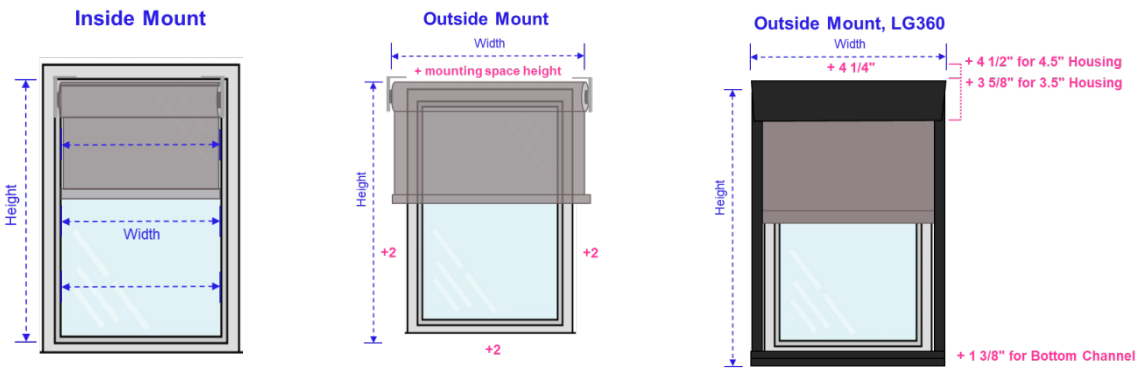 Inside Mount
Height
Width
Outside Mount
Width
+ mounting space height
Height
+2
+2
+2
Outside Mount, LG360
Width
+ 4 1/4"
+ 4 1/2" for 4.5" Housing
+ 3 5/8" for 3.5" Housing
Height
+ 1 3/8" for Bottom Channel